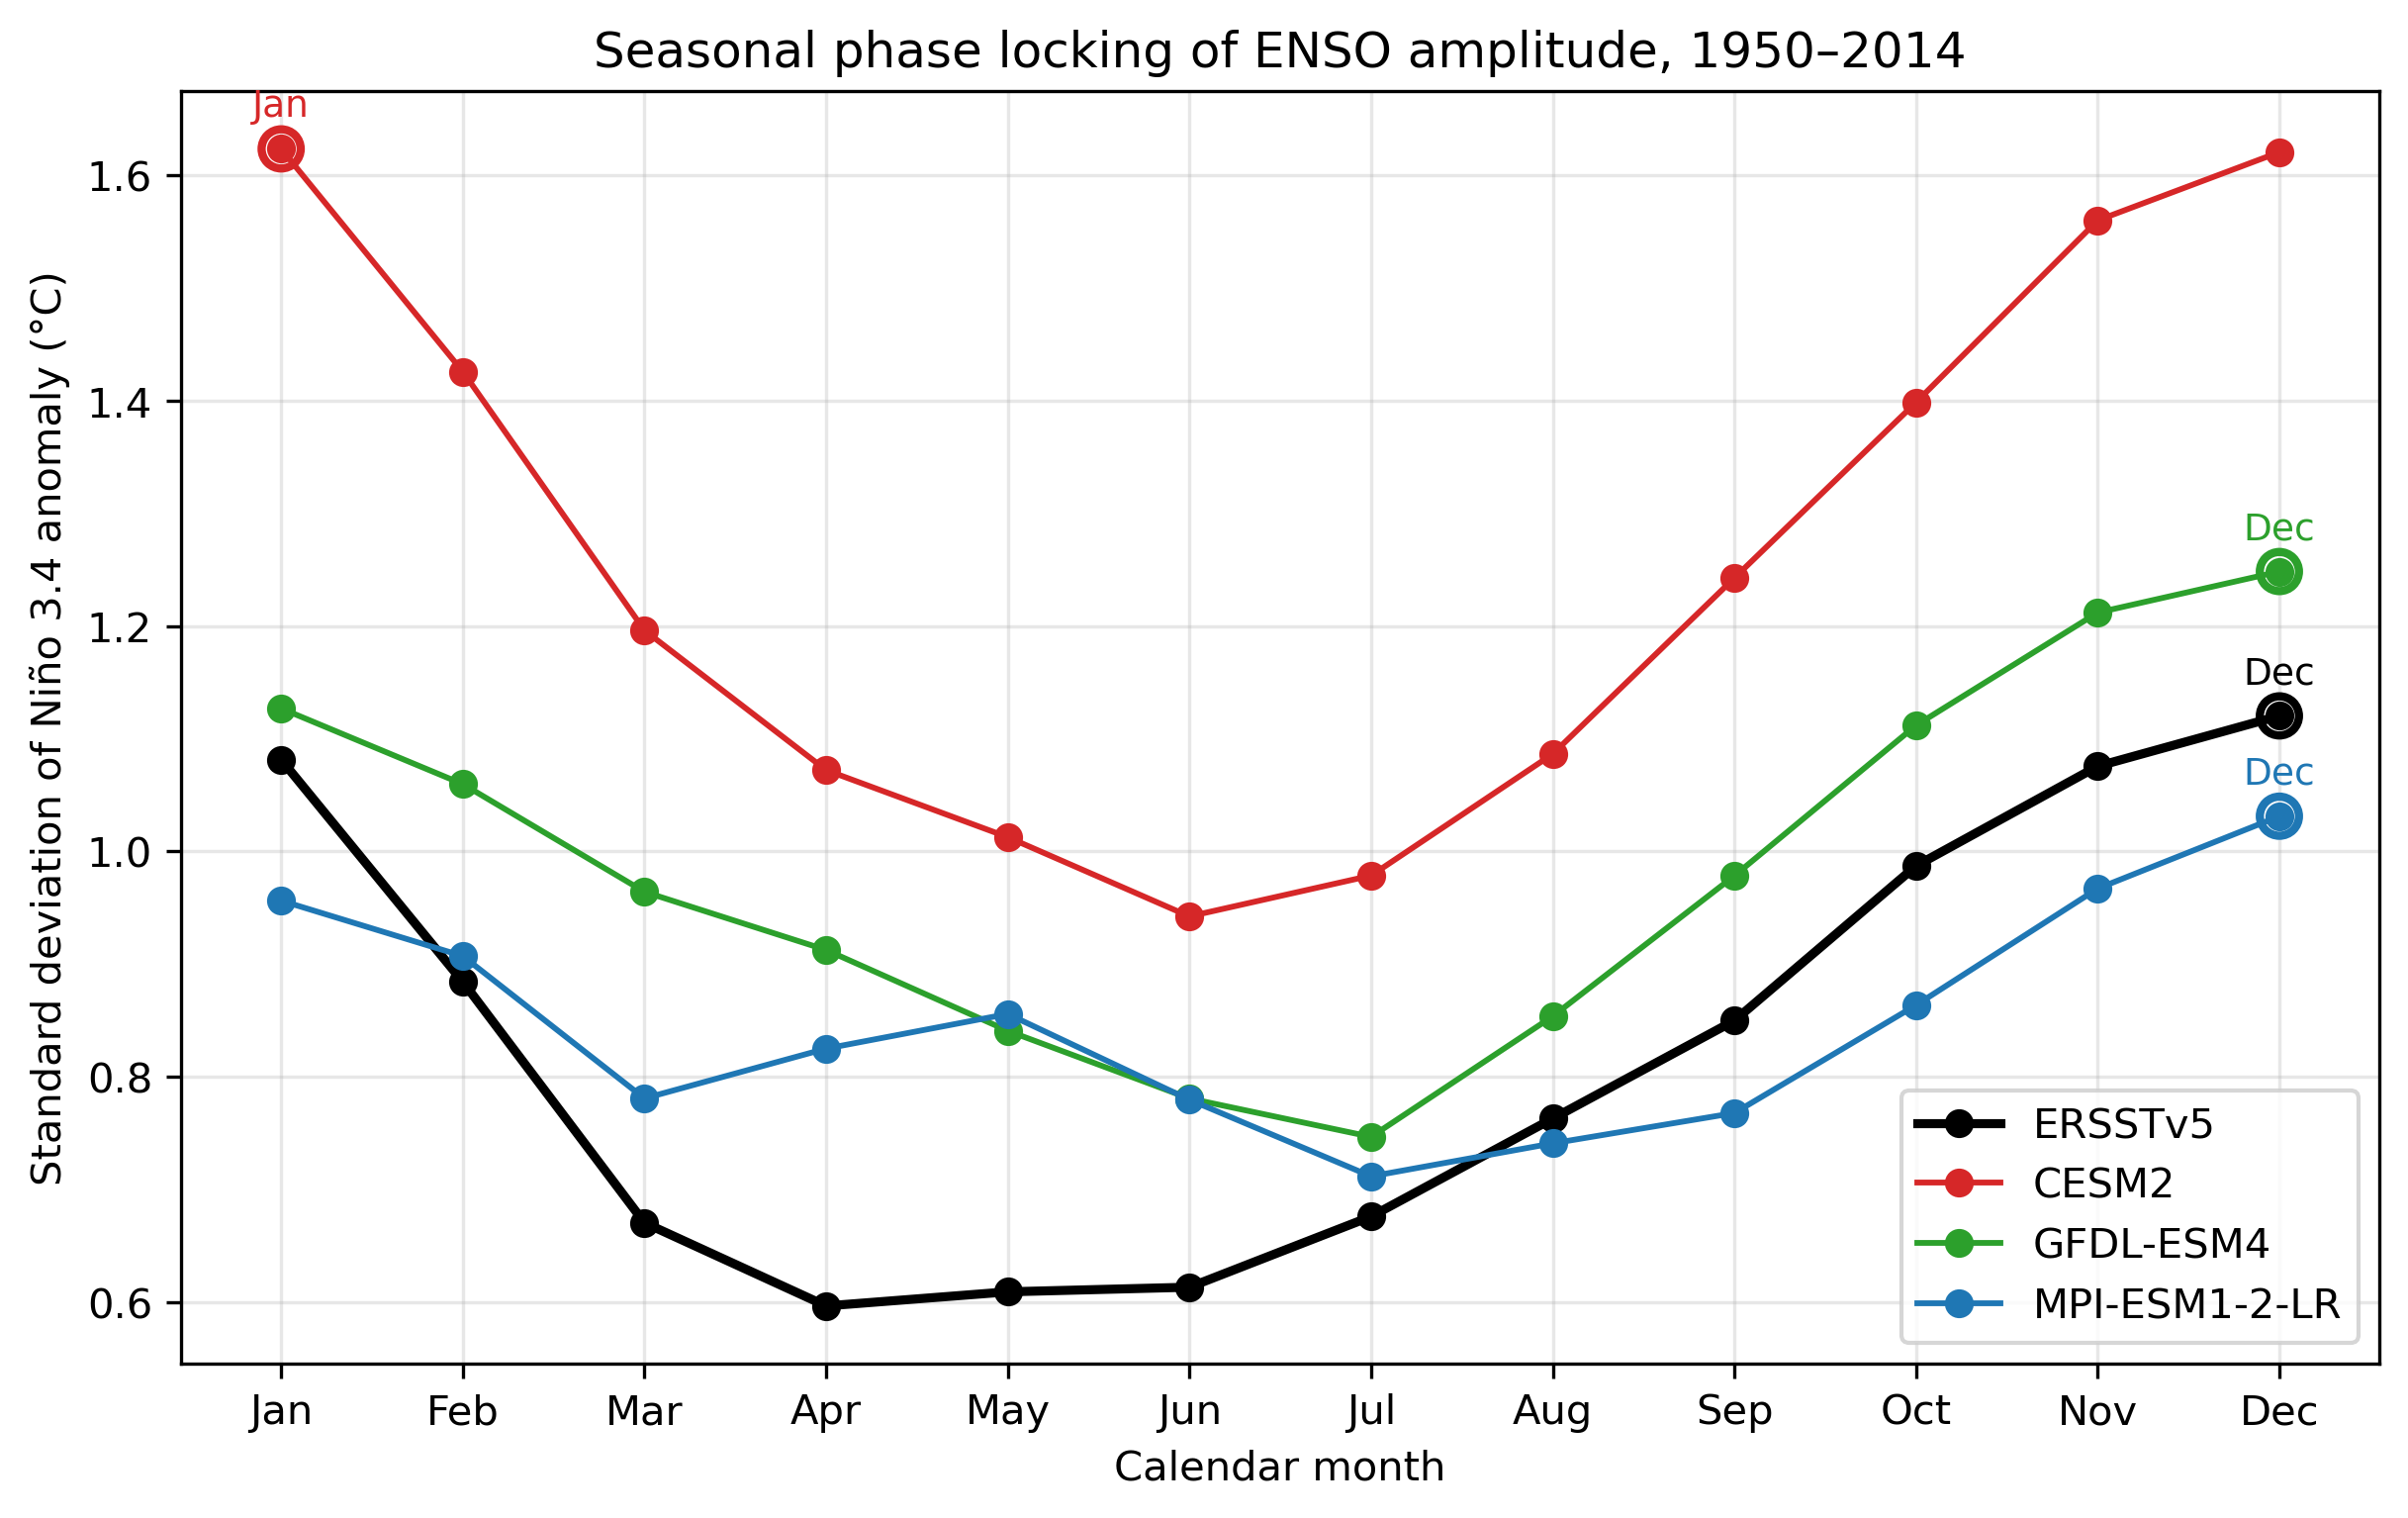 Seasonal phase locking of ENSO amplitude, 1950–2014
Standard deviation of Niño 3.4 anomaly (°C)
1.6
1.4
1.2
1.0
0.8
0.6
Jan
Dec
Dec
Dec
ERSSTv5
CESM2
GFDL-ESM4
MPI-ESM1-2-LR
Jan Feb Mar Apr May Jun Jul Aug Sep Oct Nov Dec
Calendar month